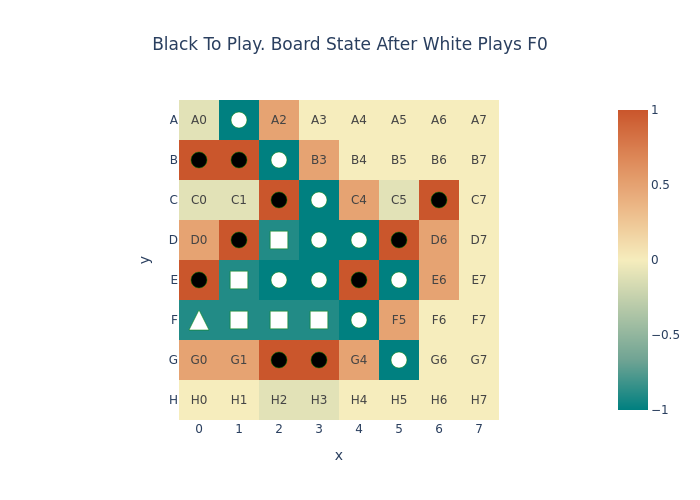 Black To Play. Board State After White Plays F0
A A0 A2 A3 A4 A5 A6 A7
B B3 B4 B5 B6 B7
C C0 C1 C4 C5 C7
D D0 D6 D7
E E6 E7
F F5 F6 F7
G G0 G1 G4 G6 G7
H H0 H1 H2 H3 H4 H5 H6 H7
0 1 2 3 4 5 6 7
x
y
1
0.5
0
−0.5
−1